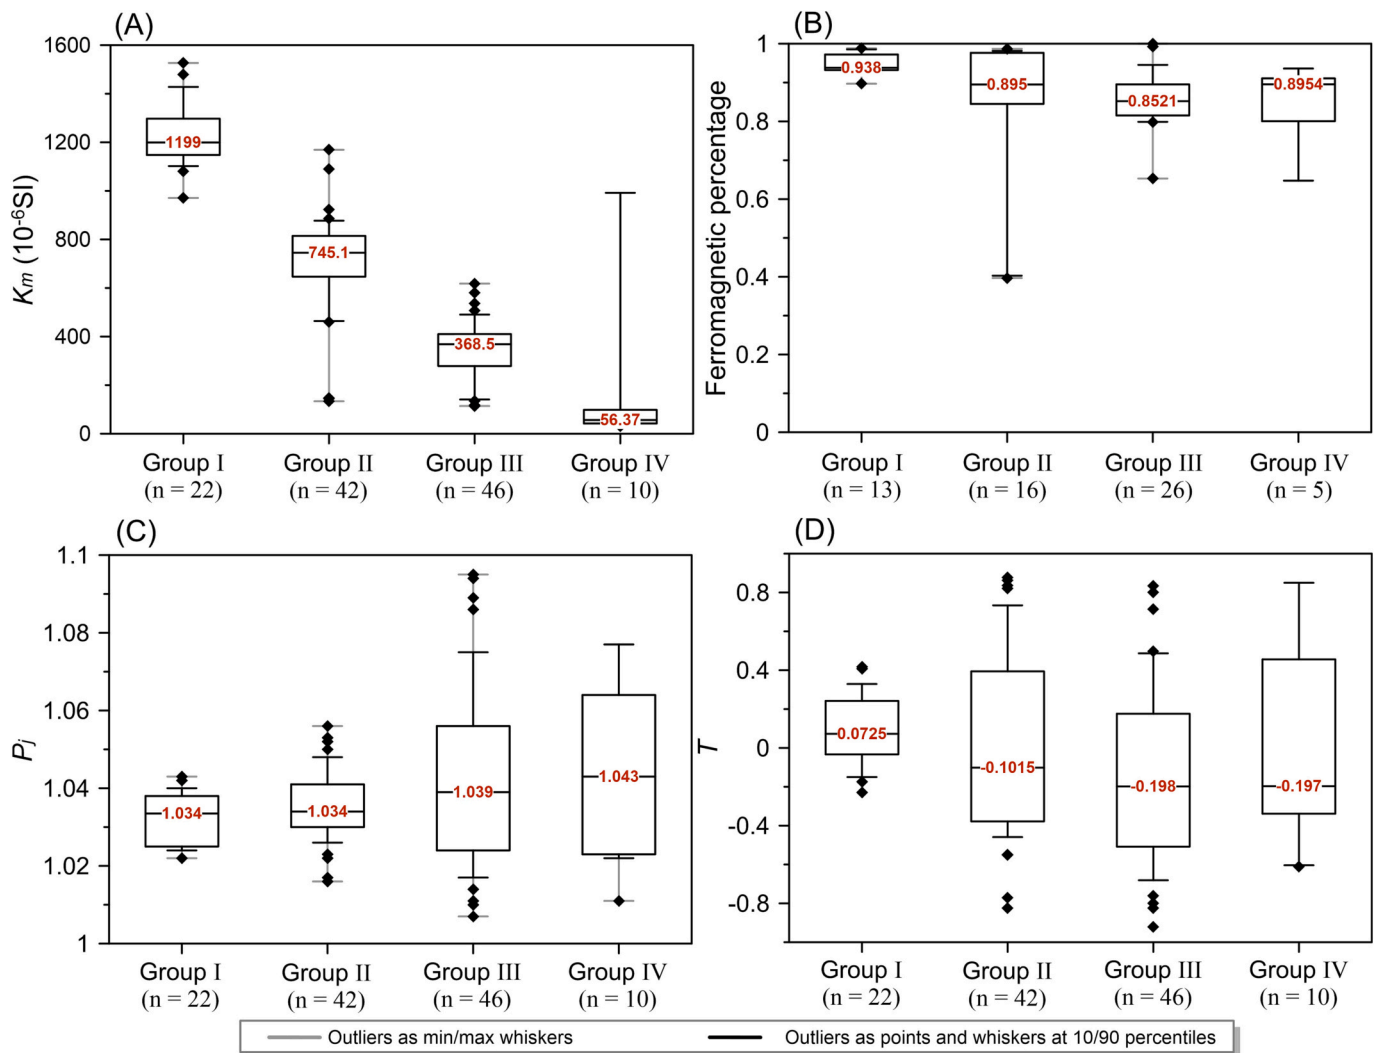 (A)
1600
1200
800
400
0
Km (10-6SI)
1199
745.1
368.5
56.37
Group I
Group II
Group III
Group IV
(n = 22)
(n = 42)
(n = 46)
(n = 10)
(B)
1
0.8
0.6
0.4
0.2
0
Ferromagnetic percentage
0.938
0.895
0.8521
0.8954
Group I
Group II
Group III
Group IV
(n = 13)
(n = 16)
(n = 26)
(n = 5)
(C)
1.1
1.08
1.06
1.04
1.02
1
Pj
1.034
1.034
1.039
1.043
Group I
Group II
Group III
Group IV
(n = 22)
(n = 42)
(n = 46)
(n = 10)
(D)
0.8
0.4
0
-0.4
-0.8
T
0.0725
-0.1015
-0.198
-0.197
Group I
Group II
Group III
Group IV
(n = 22)
(n = 42)
(n = 46)
(n = 10)
Outliers as min/max whiskers
Outliers as points and whiskers at 10/90 percentiles